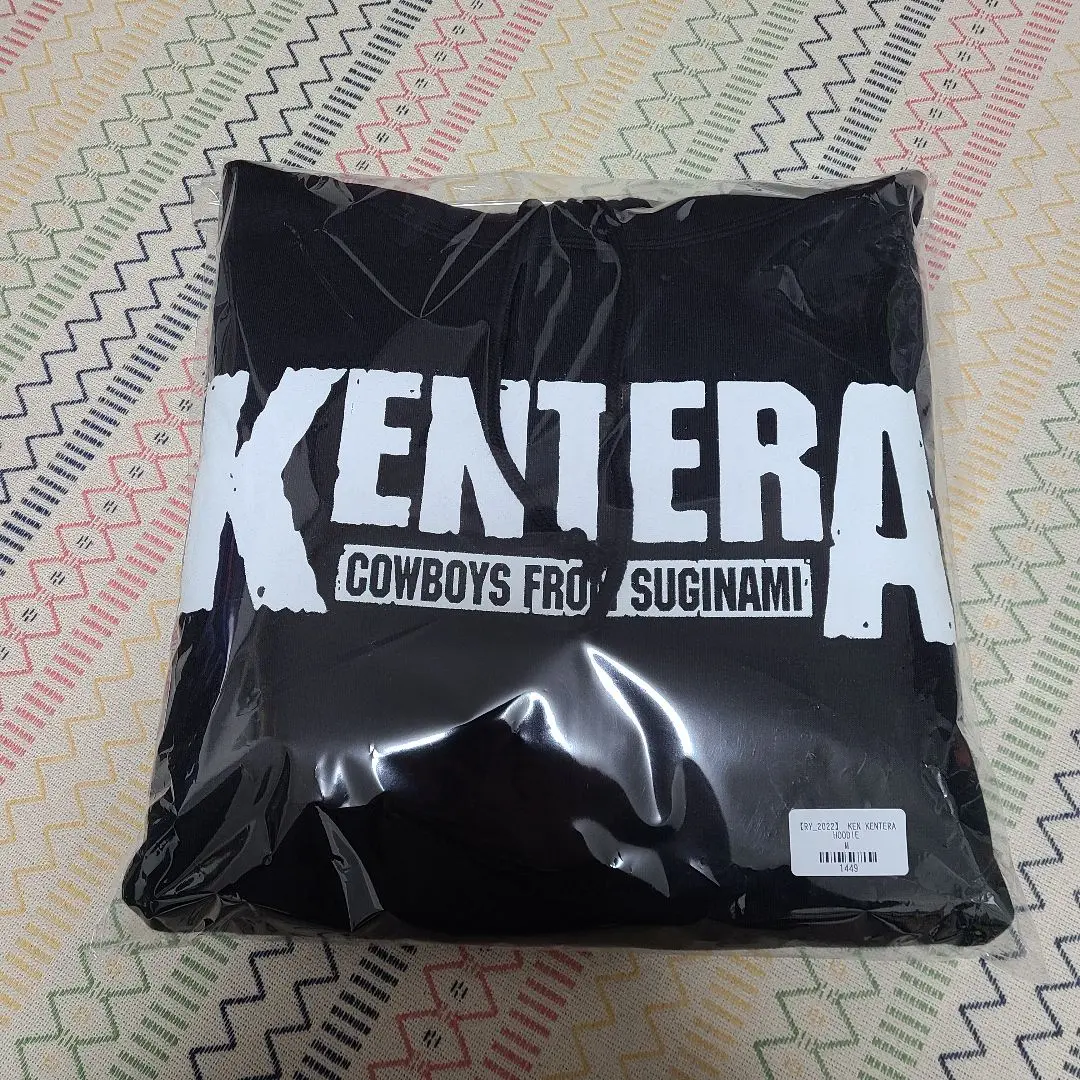 KENTERA
COWBOYS FROM SUGINAMI
【RY_2022】 KEN KENTERA
HOODIE
M
1449